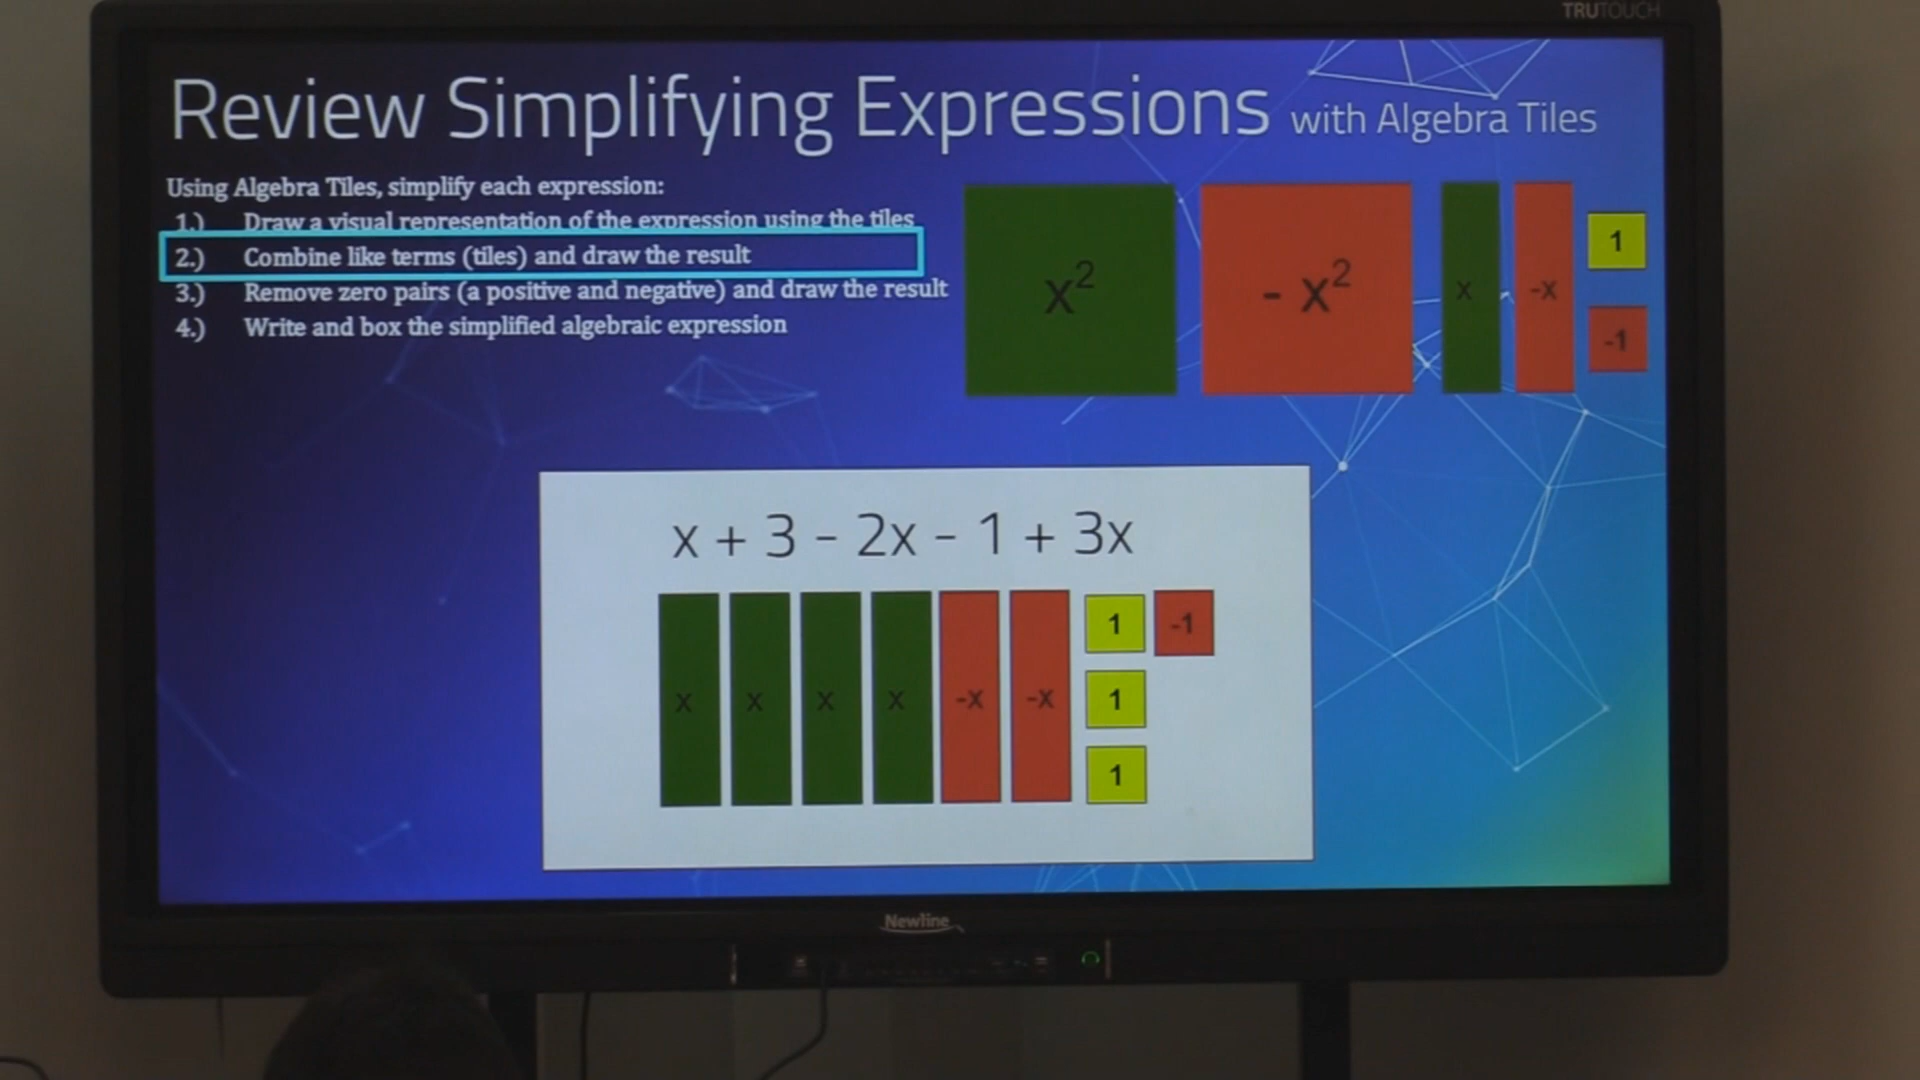 TRUTOUCH
Review Simplifying Expressions with Algebra Tiles
Using Algebra Tiles, simplify each expression:
1.) Draw a visual representation of the expression using the tiles
2.) Combine like terms (tiles) and draw the result
3.) Remove zero pairs (a positive and negative) and draw the result
4.) Write and box the simplified algebraic expression
x² - x² x -x 1
-1
x + 3 - 2x - 1 + 3x
1 -1
x x x x -x -x 1
1
Newline